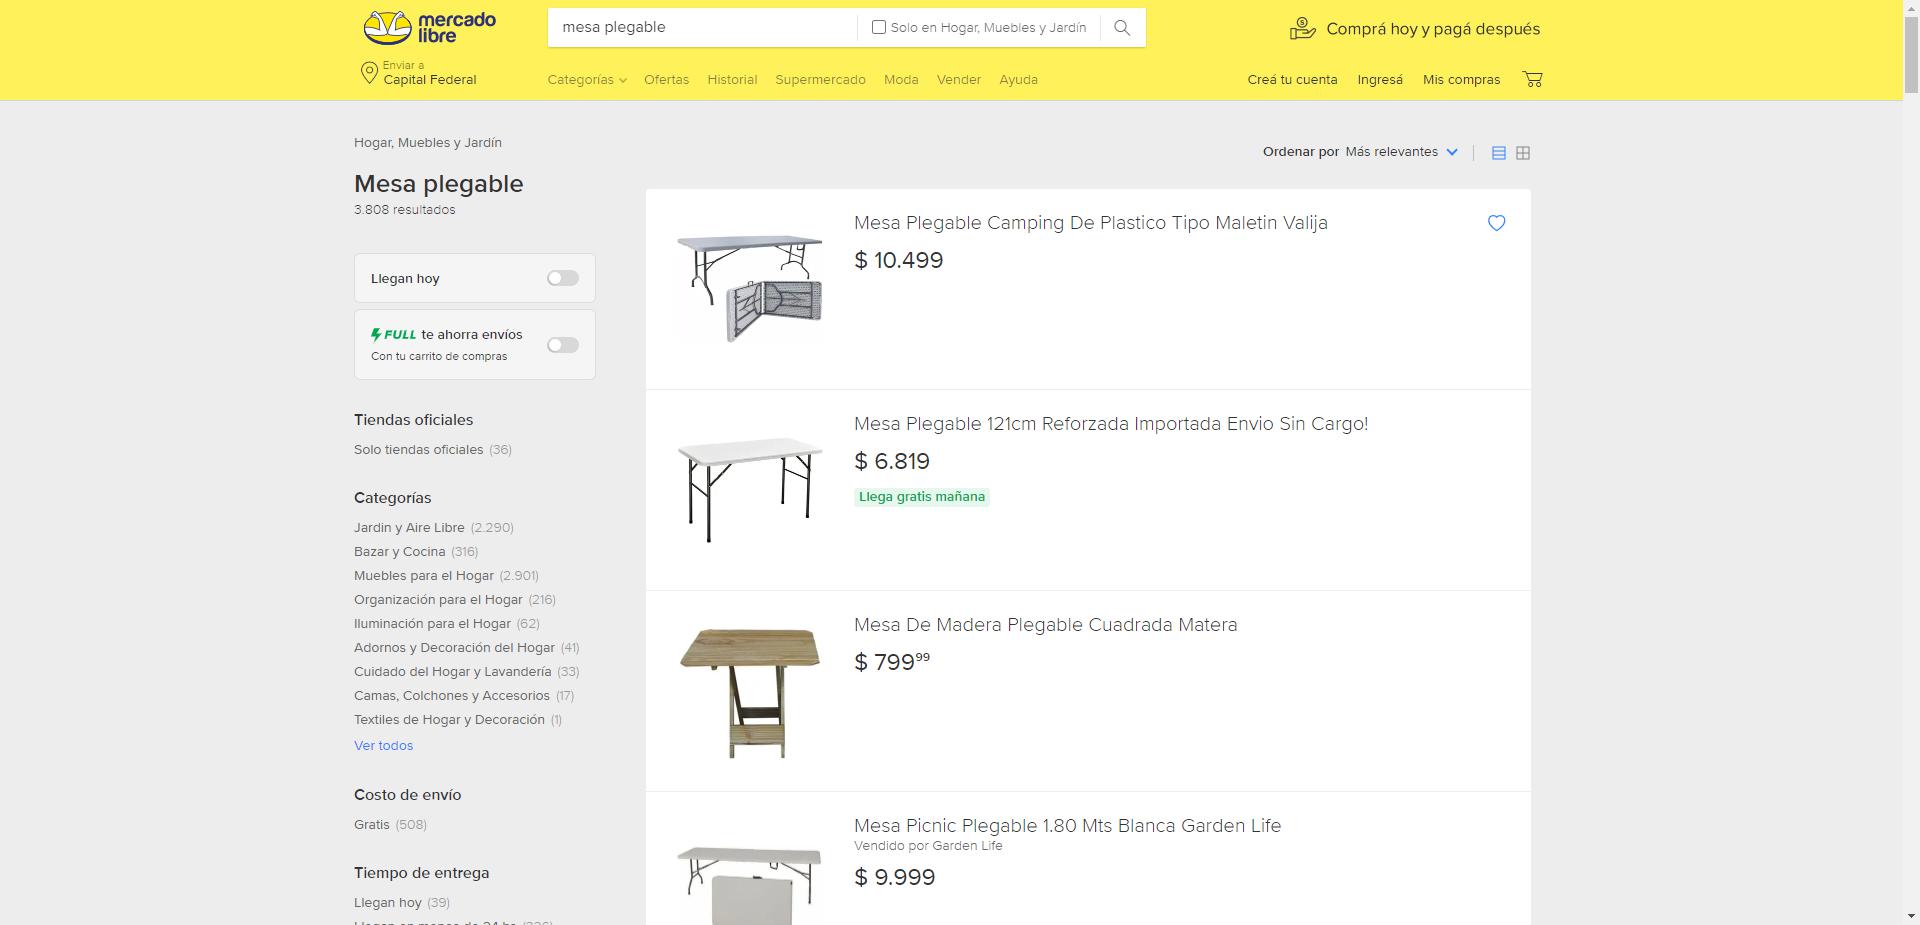 mercado
libre
mesa plegable
Solo en Hogar, Muebles y Jardín
Comprá hoy y pagá después
Enviar a
Capital Federal
Categorías
Ofertas
Historial
Supermercado
Moda
Vender
Ayuda
Creá tu cuenta
Ingresá
Mis compras
Hogar, Muebles y Jardín
Mesa plegable
3.808 resultados
Ordenar por Más relevantes
Llegan hoy
FULL te ahorra envíos
Con tu carrito de compras
Tiendas oficiales
Solo tiendas oficiales (36)
Categorías
Jardin y Aire Libre (2.290)
Bazar y Cocina (316)
Muebles para el Hogar (2.901)
Organización para el Hogar (216)
Iluminación para el Hogar (62)
Adornos y Decoración del Hogar (41)
Cuidado del Hogar y Lavandería (33)
Camas, Colchones y Accesorios (17)
Textiles de Hogar y Decoración (1)
Ver todos
Costo de envío
Gratis (508)
Tiempo de entrega
Llegan hoy (39)
Mesa Plegable Camping De Plastico Tipo Maletin Valija
$ 10.499
Mesa Plegable 121cm Reforzada Importada Envio Sin Cargo!
$ 6.819
Llega gratis mañana
Mesa De Madera Plegable Cuadrada Matera
$ 799⁹⁹
Mesa Picnic Plegable 1.80 Mts Blanca Garden Life
Vendido por Garden Life
$ 9.999